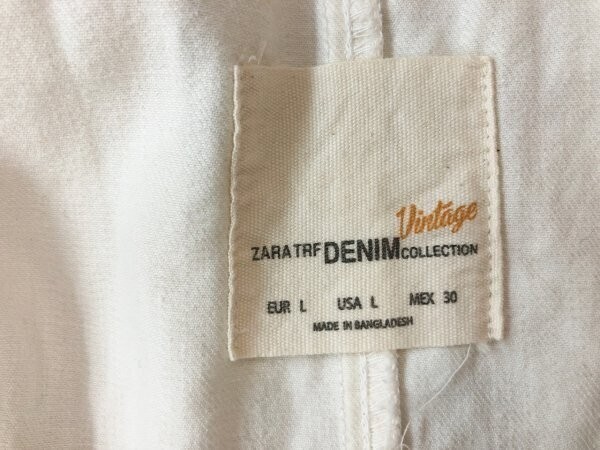 Vintage
ZARA TRF DENIM COLLECTION
EUR L USA L MEX 30
MADE IN BANGLADESH